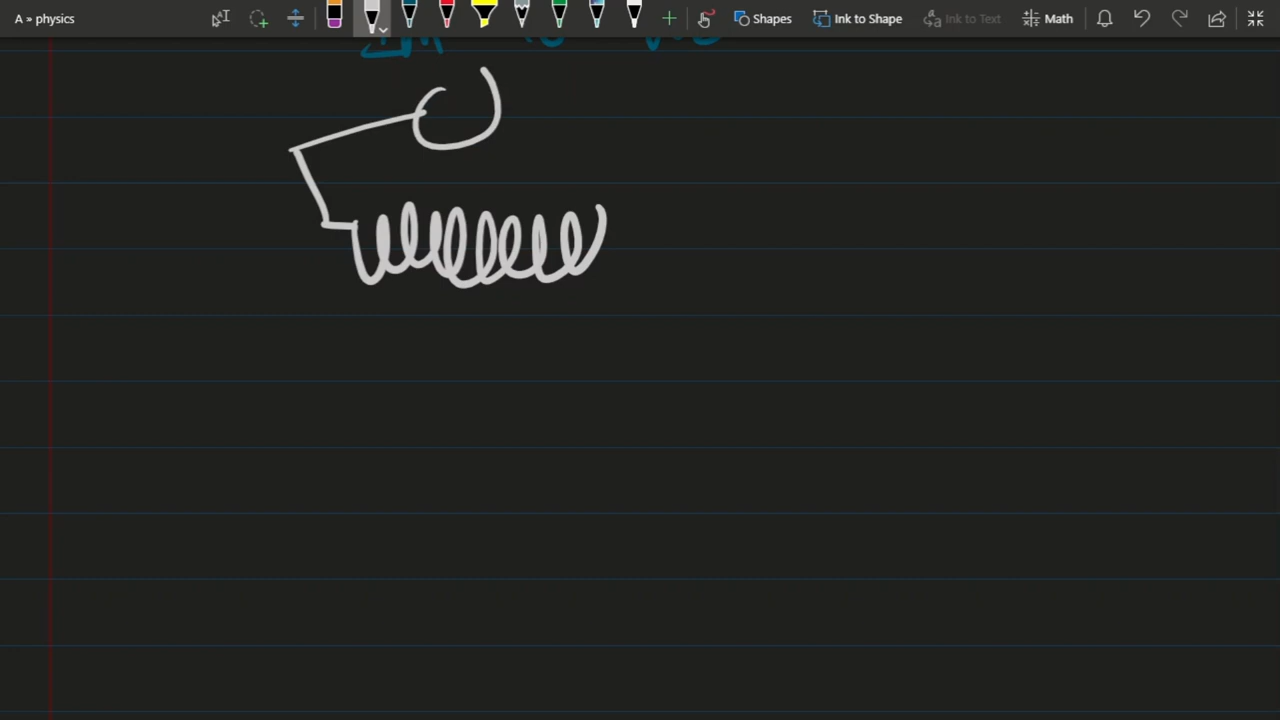 A » physics
Shapes
Ink to Shape
Ink to Text
Math